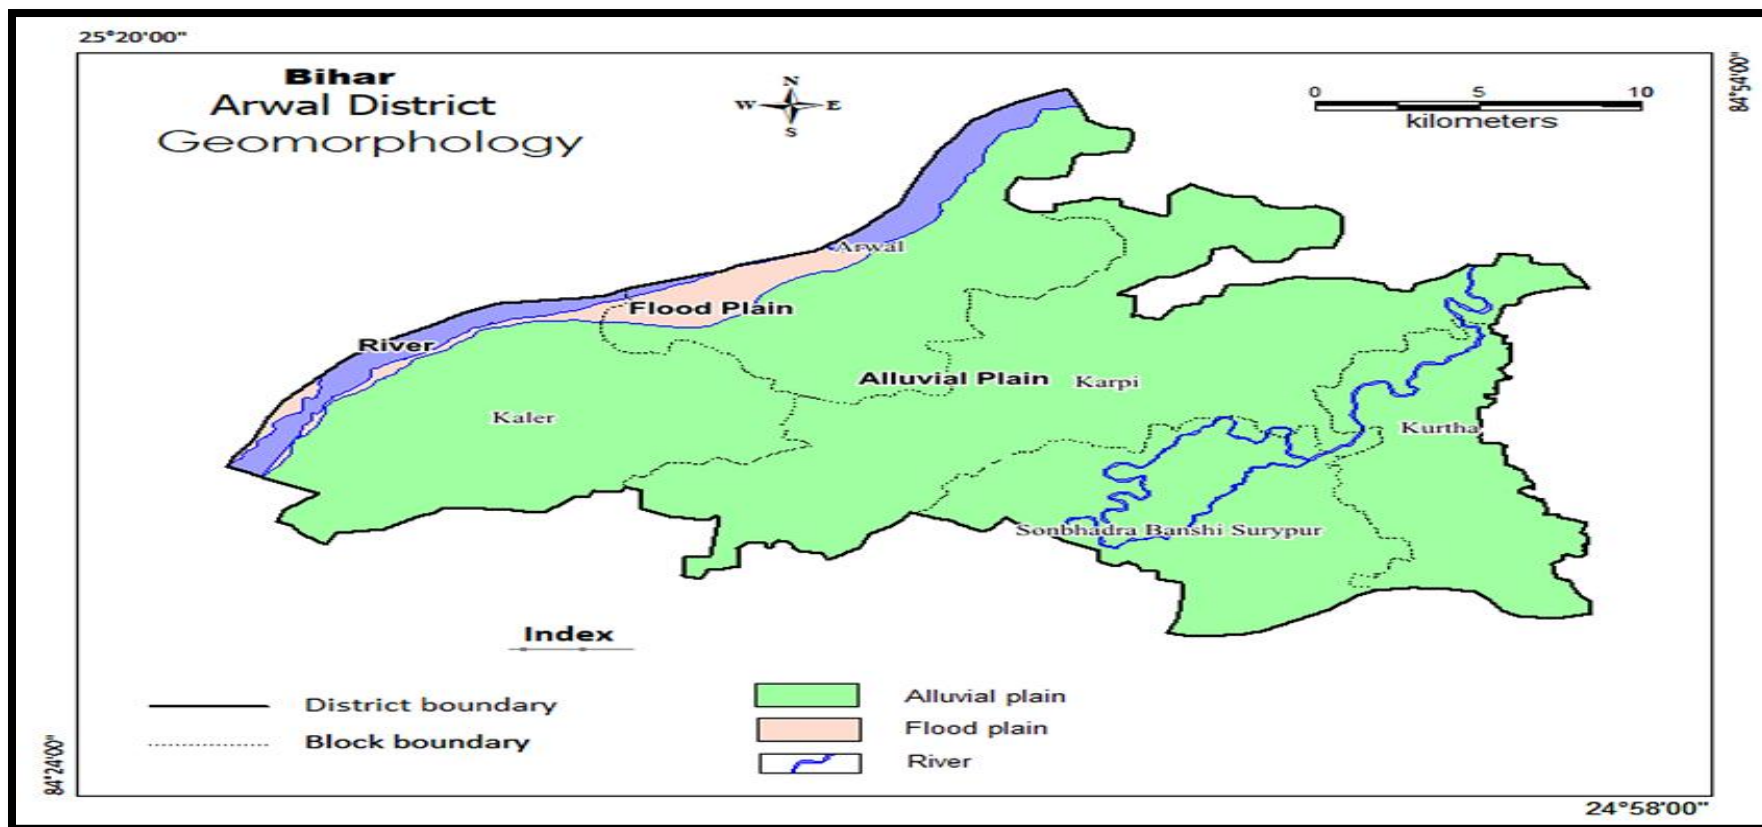 25°20'00"
84°54'00"
Bihar
Arwal District
Geomorphology
N
W E
S
0 5 10
kilometers
Arwal
Flood Plain
River
Alluvial Plain
Karpi
Kaler
Kurtha
Sonbhadra Banshi Surypur
Index
District boundary
Block boundary
Alluvial plain
Flood plain
River
84°24'00"
24°58'00"